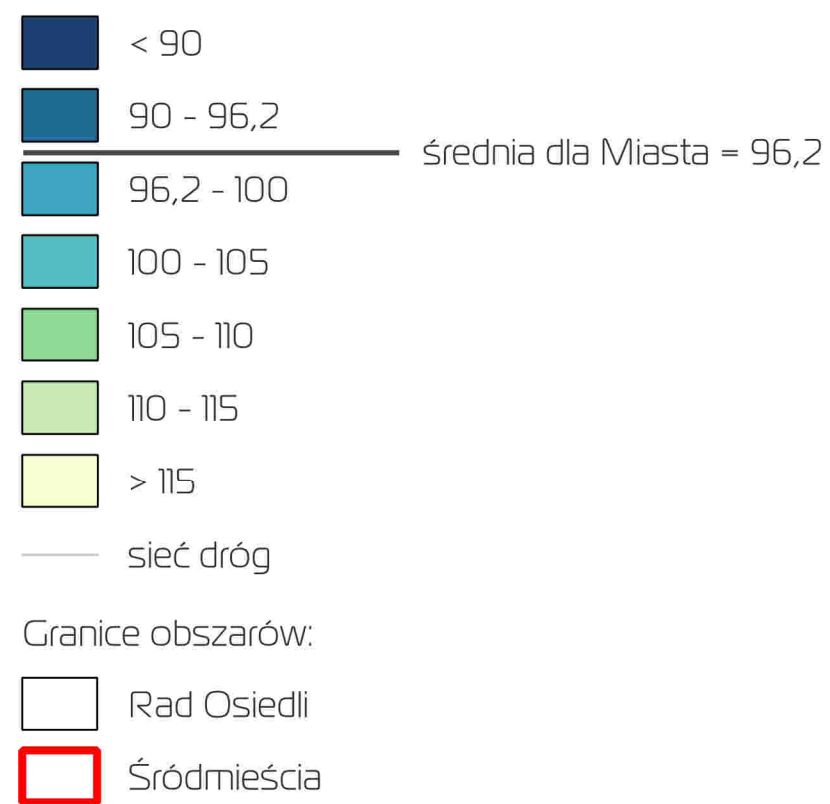 < 90
90 - 96,2
średnia dla Miasta = 96,2
96,2 - 100
100 - 105
105 - 110
110 - 115
> 115
sieć dróg
Granice obszarów:
Rad Osiedli
Śródmieścia